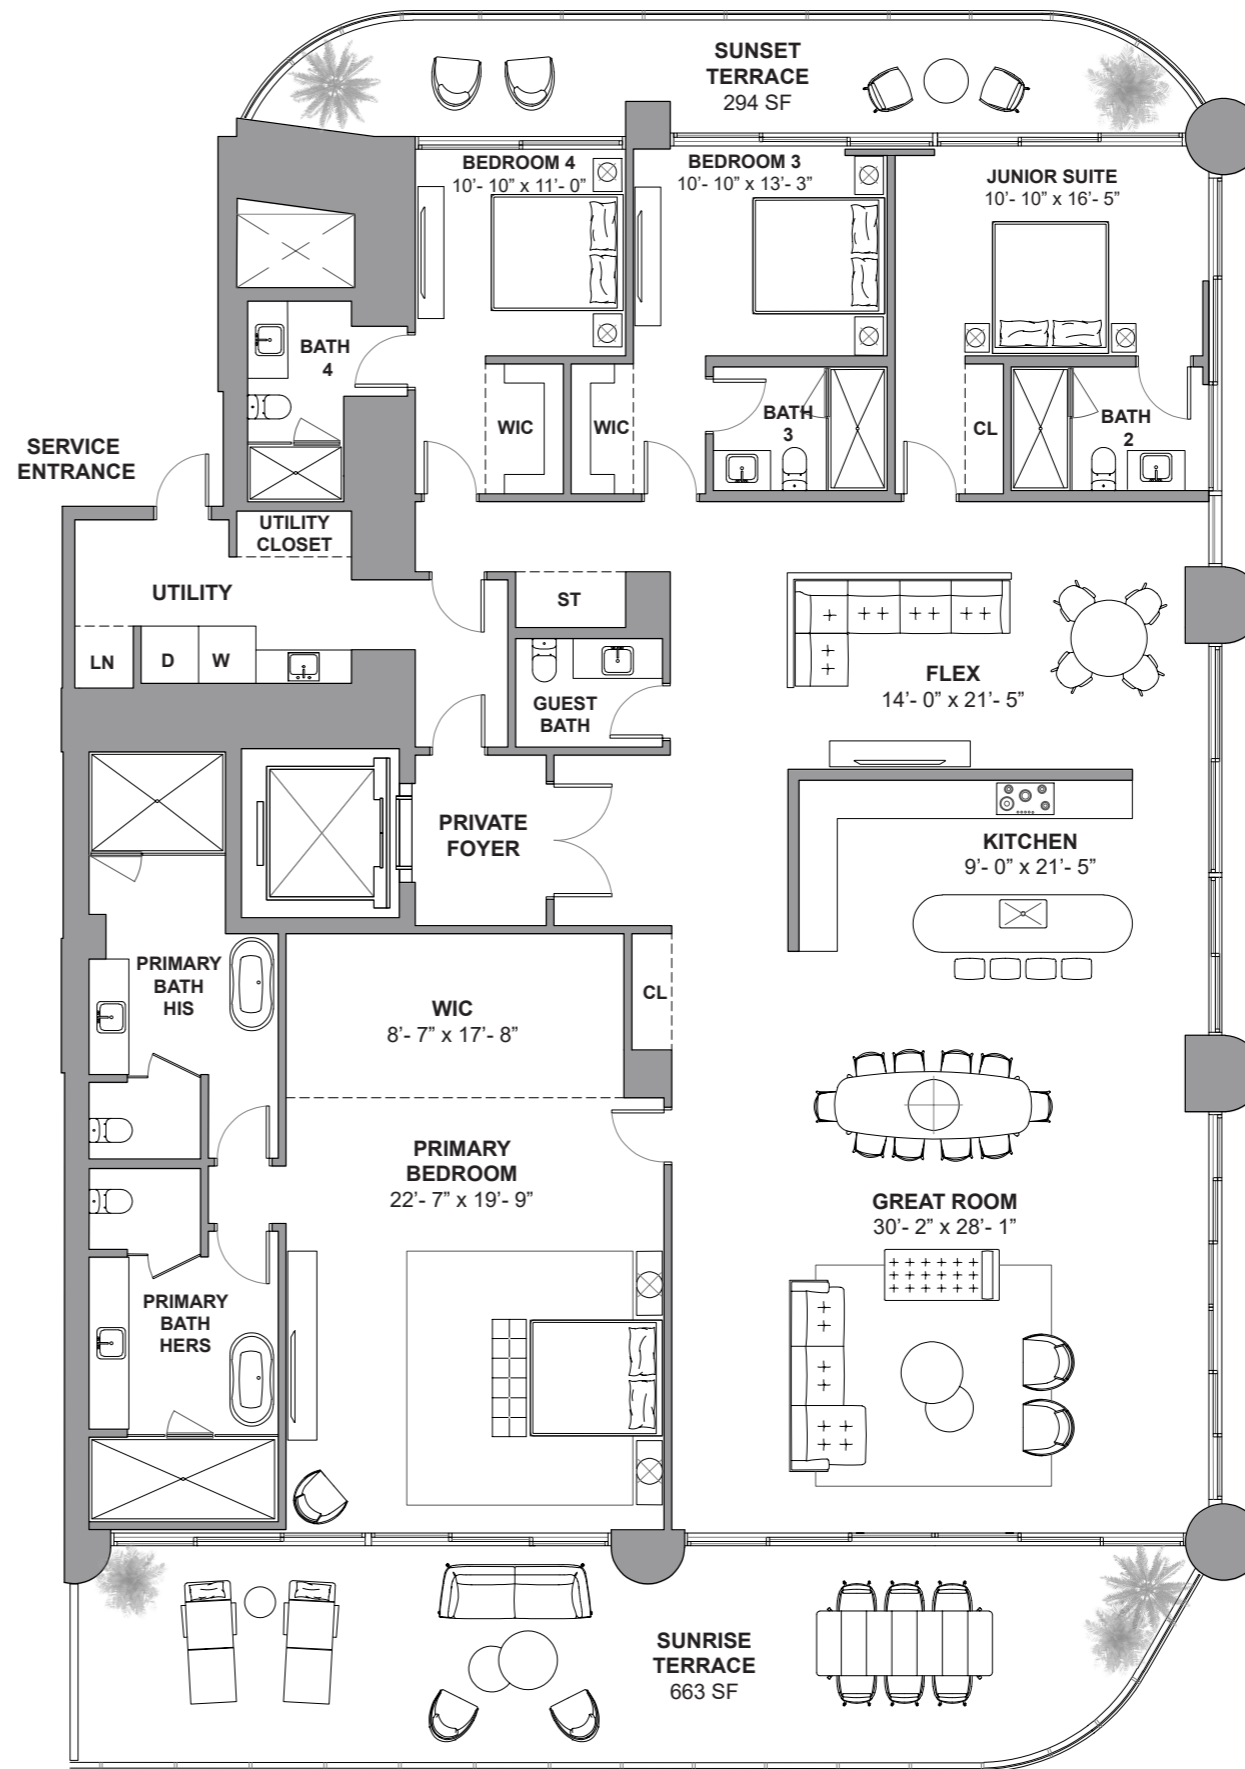 SUNSET
TERRACE
294 SF
BEDROOM 4
10'- 10” x 11'- 0”
BEDROOM 3
10'- 10” x 13'- 3”
JUNIOR SUITE
10'- 10” x 16'- 5”
BATH
4
WIC
WIC
BATH
3
CL
BATH
2
SERVICE
ENTRANCE
UTILITY
CLOSET
UTILITY
ST
LN
D
W
GUEST
BATH
FLEX
14'- 0” x 21'- 5”
PRIVATE
FOYER
KITCHEN
9'- 0” x 21'- 5”
PRIMARY
BATH
HIS
WIC
8'- 7” x 17'- 8”
CL
PRIMARY
BEDROOM
22'- 7” x 19'- 9”
GREAT ROOM
30'- 2” x 28'- 1”
PRIMARY
BATH
HERS
SUNRISE
TERRACE
663 SF